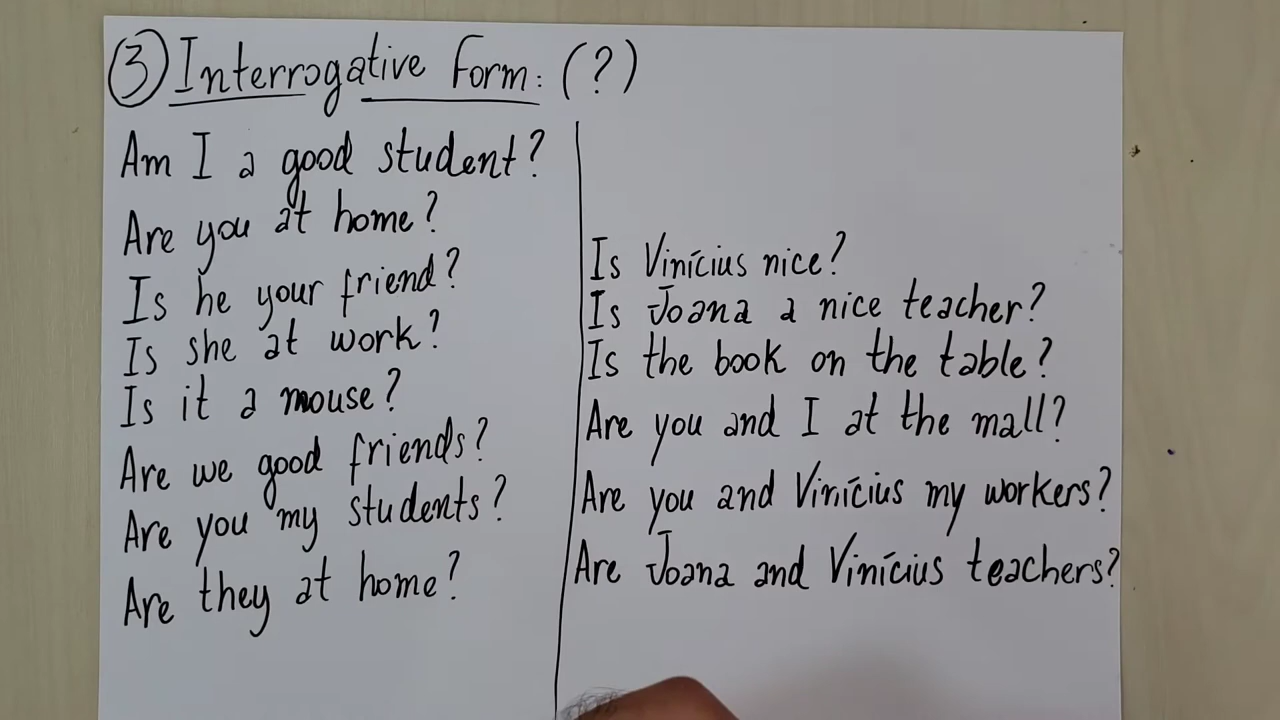 ③ Interrogative Form: (?)
Am I a good student?
Are you at home?
Is he your friend?
Is she at work?
Is it a mouse?
Are we good friends?
Are you my students?
Are they at home?
Is Vinícius nice?
Is Joana a nice teacher?
Is the book on the table?
Are you and I at the mall?
Are you and Vinícius my workers?
Are Joana and Vinícius teachers?